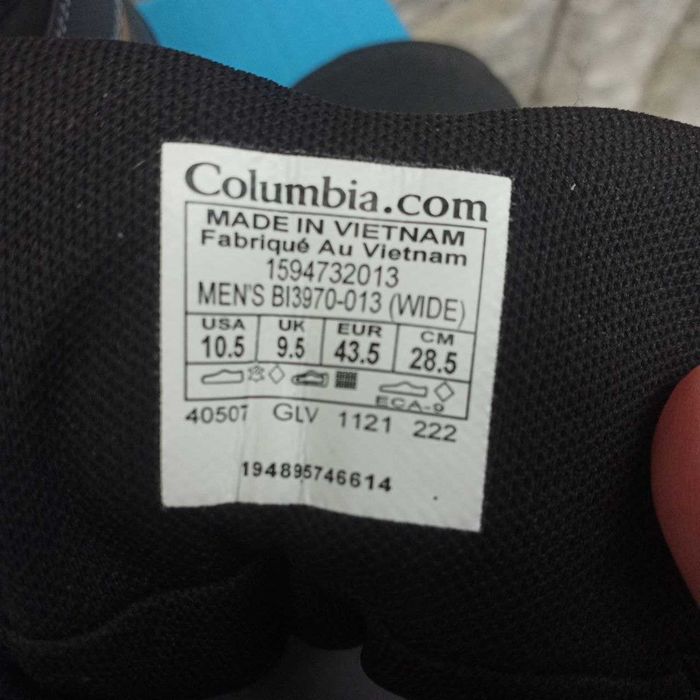 Columbia.com
MADE IN VIETNAM
Fabriqué Au Vietnam
1594732013
MEN'S BI3970-013 (WIDE)
USA UK EUR CM
10.5 9.5 43.5 28.5
ECA-9
40507 GLV 1121 222
194895746614